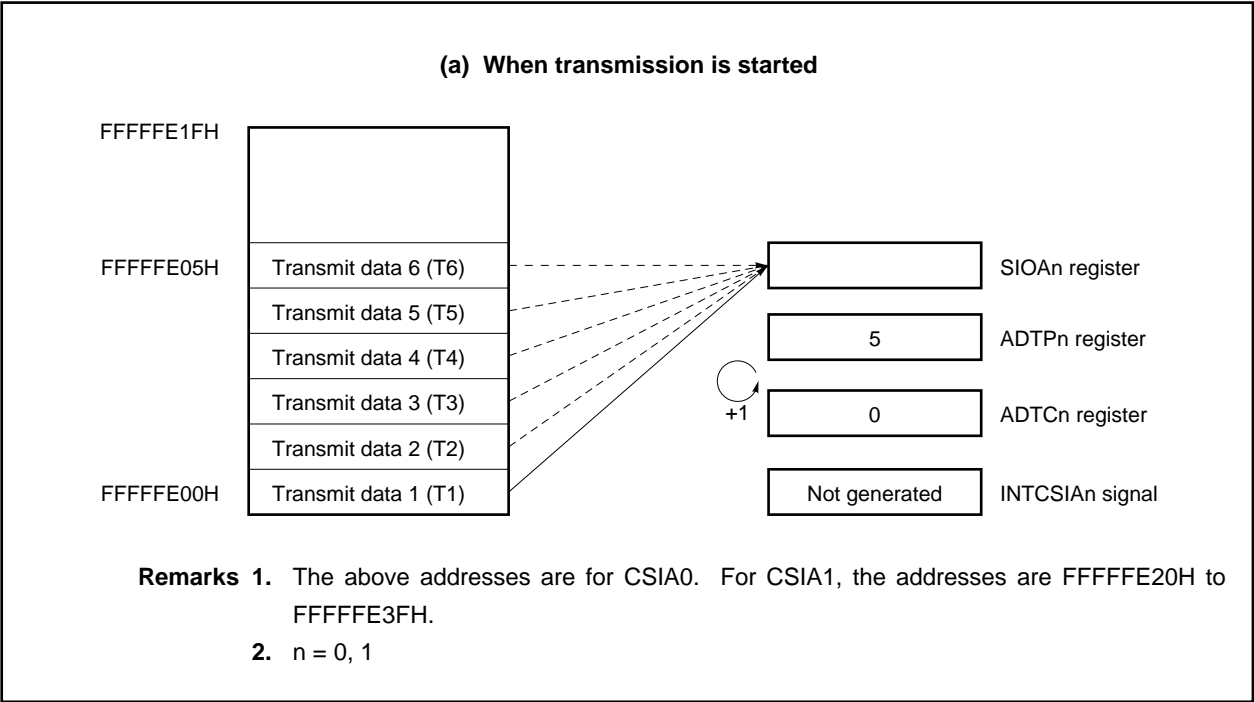 (a) When transmission is started
FFFFFE1FH
FFFFFE05H
Transmit data 6 (T6)
SIOAn register
Transmit data 5 (T5)
5
ADTPn register
Transmit data 4 (T4)
Transmit data 3 (T3)
+1
0
ADTCn register
Transmit data 2 (T2)
FFFFFE00H
Transmit data 1 (T1)
Not generated
INTCSIAn signal
Remarks 1. The above addresses are for CSIA0. For CSIA1, the addresses are FFFFFE20H to
FFFFFE3FH.
2. n = 0, 1